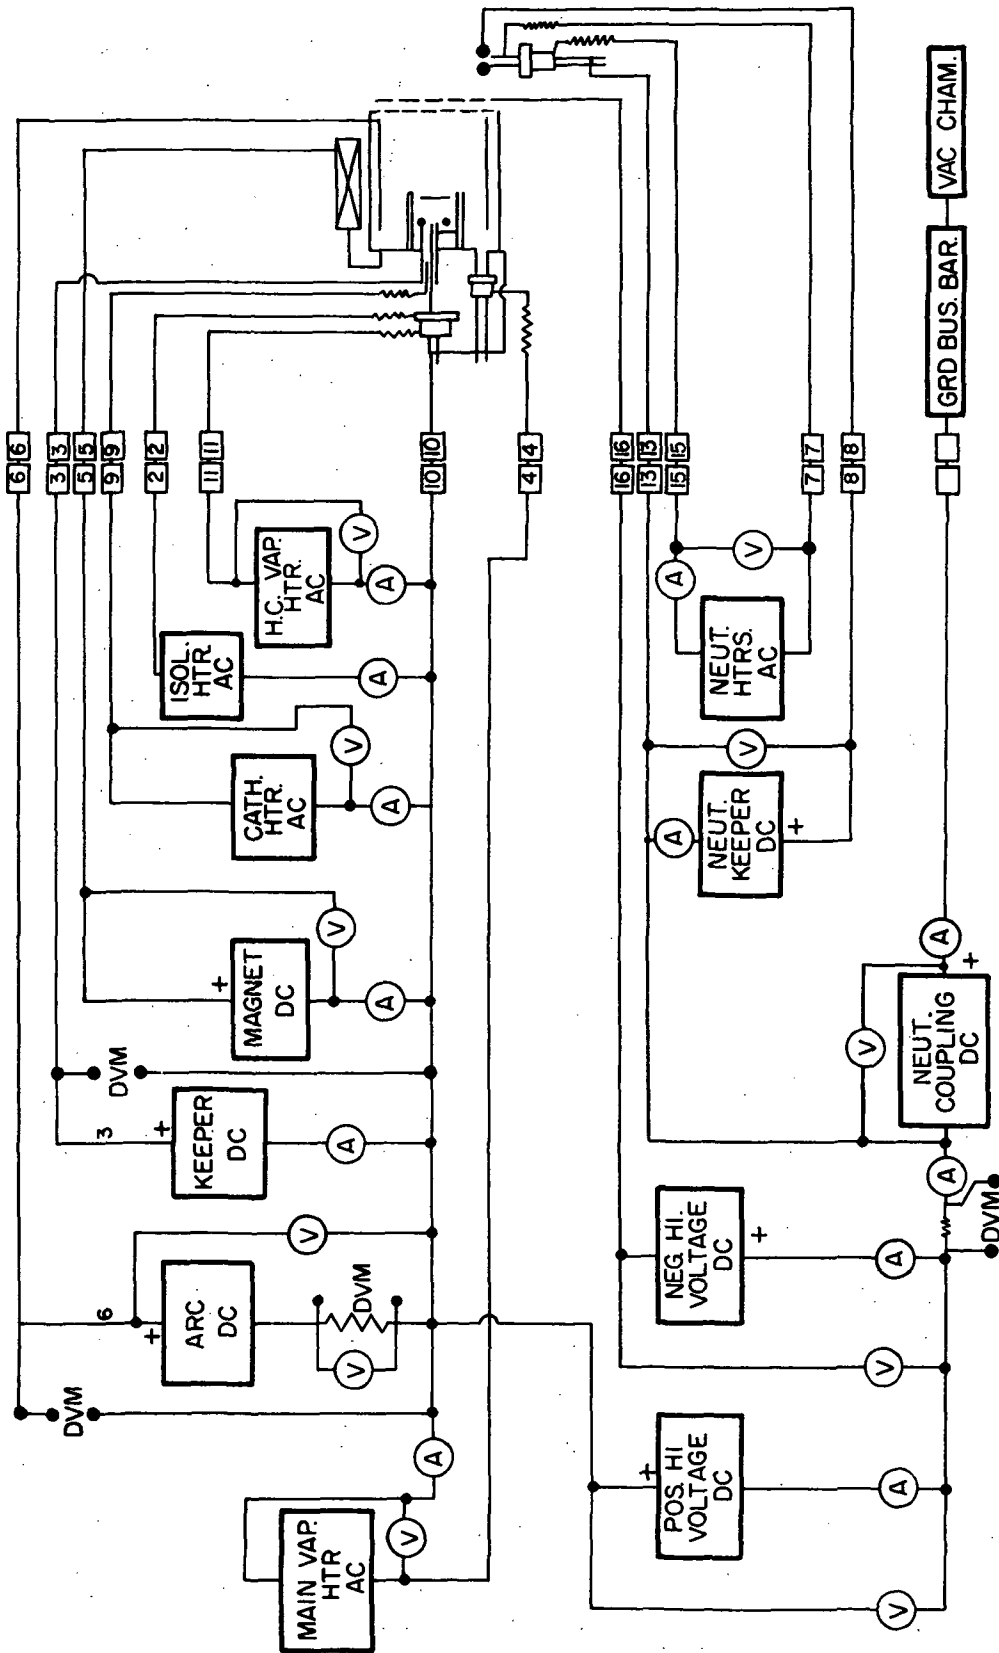 6 6
3 3
5 5
9 9
2 2
11 11
10 10
4 4
16 16
13 13
15 15
7 7
8 8
MAIN VAP.
HTR
AC
A
V
DVM
6
+
ARC
DC
V
V
DVM
3
+
KEEPER
DC
A
DVM
+
MAGNET
DC
V
A
CATH.
HTR.
AC
V
A
ISOL.
HTR.
AC
A
H.C. VAP.
HTR.
AC
V
A
V
+
POS. HI
VOLTAGE
DC
A
V
NEG HI.
VOLTAGE
DC
+
A
DVM
A
NEUT.
COUPLING
DC
+
V
A
A
NEUT.
KEEPER
DC
+
V
NEUT.
HTRS.
AC
A
V
GRD BUS. BAR.
VAC CHAM.